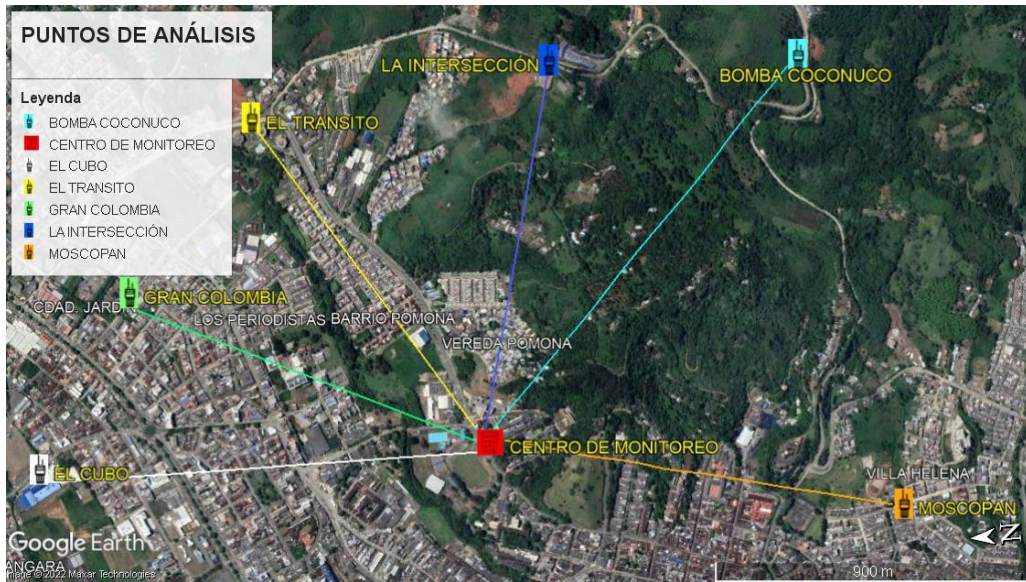 PUNTOS DE ANÁLISIS
Leyenda
BOMBA COCONUCO
CENTRO DE MONITOREO
EL CUBO
EL TRANSITO
GRAN COLOMBIA
LA INTERSECCIÓN
MOSCOPAN
LA INTERSECCIÓN
BOMBA COCONUCO
EL TRANSITO
GRAN COLOMBIA
CDAD. JARDIN
LOS PERIODISTAS
BARRIO POMONA
VEREDA POMONA
CENTRO DE MONITOREO
EL CUBO
VILLA HELENA
MOSCOPAN
N
Google Earth
ANGARA
Image © 2022 Maxar Technologies
900 m